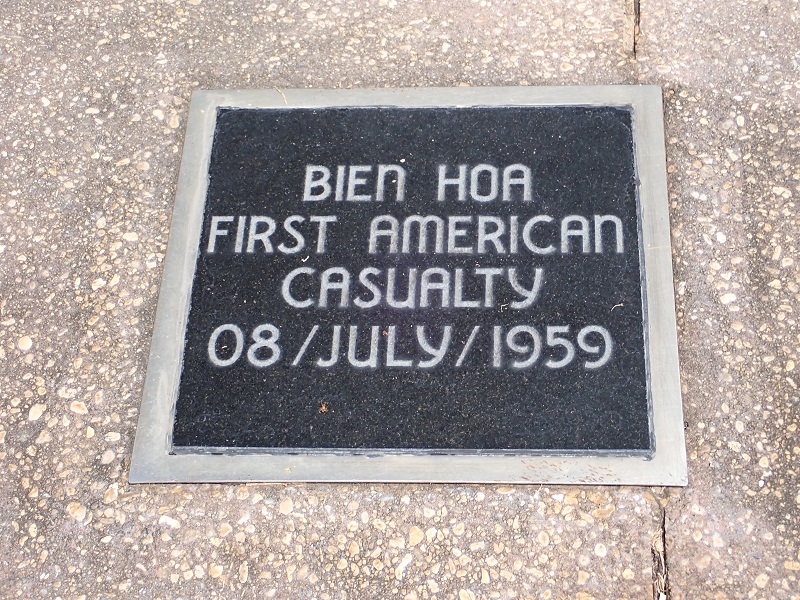 BIEN HOA
FIRST AMERICAN
CASUALTY
08/JULY/1959